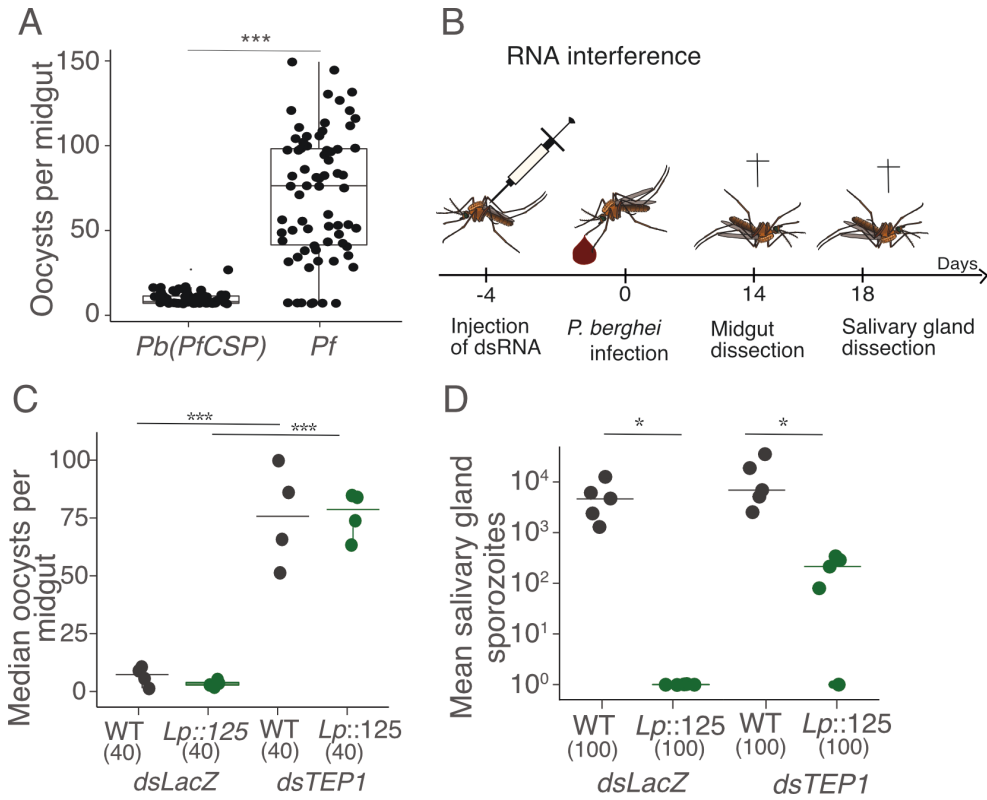 A
***
Oocysts per midgut
150
100
50
0
Pb(PfCSP)
Pf
B
RNA interference
Days
-4
0
14
18
Injection
of dsRNA
P. berghei
infection
Midgut
dissection
Salivary gland
dissection
C
***
***
Median oocysts per
midgut
100
75
50
25
0
WT
(40)
Lp::125
(40)
WT
(40)
Lp::125
(40)
dsLacZ
dsTEP1
D
*
*
Mean salivary gland
sporozoites
10⁴
10³
10²
10¹
10⁰
WT
(100)
Lp::125
(100)
WT
(100)
Lp::125
(100)
dsLacZ
dsTEP1